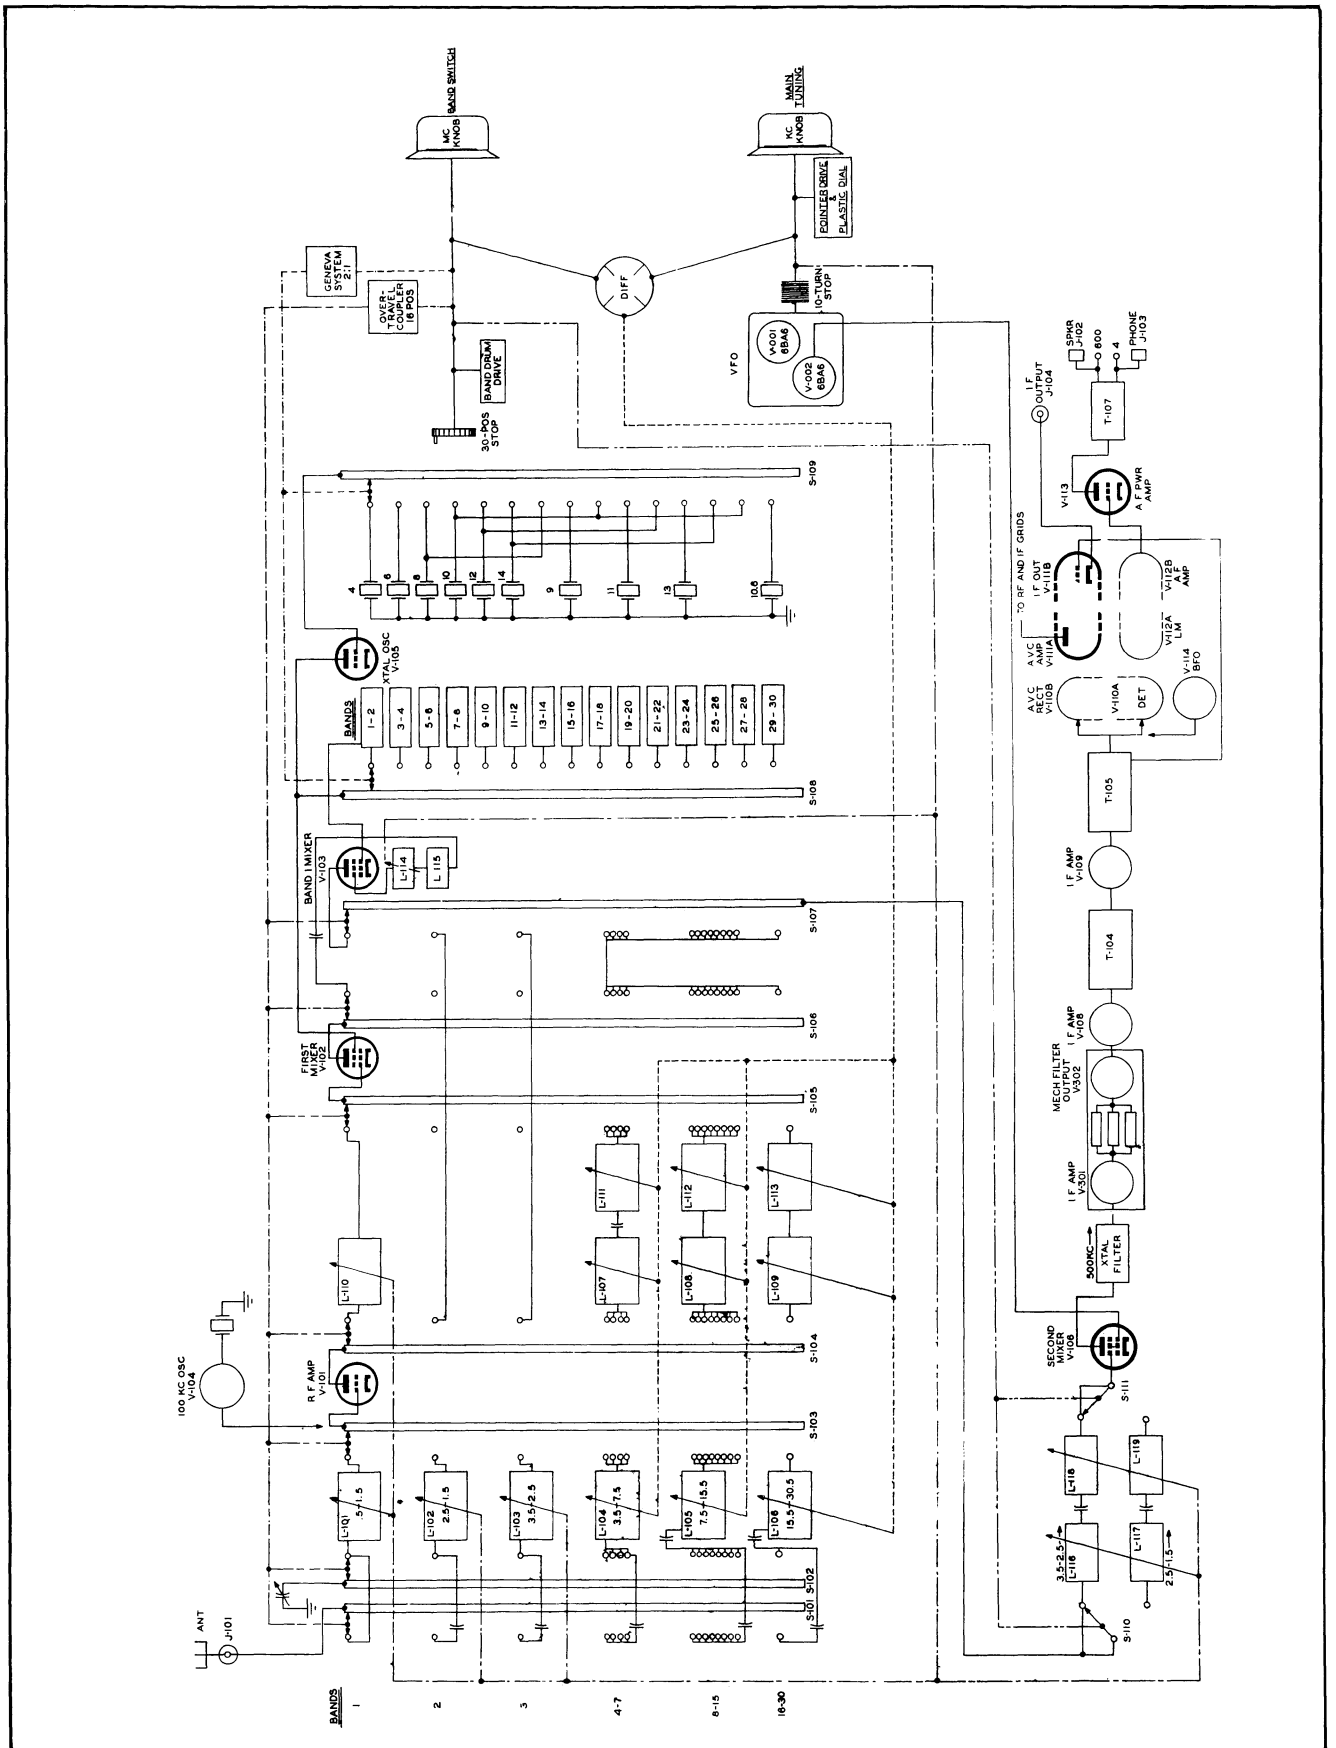 BAND SWITCH
MC
KNOB
MAIN
TUNING
KC
KNOB
POINTER DRIVE
&
PLASTIC DIAL
GENEVA
SYSTEM
2:1
OVER-
TRAVEL
COUPLER
16 POS
BAND DRUM
DRIVE
30-POS
STOP
DIFF
10-TURN
STOP
VFO
V-001
6BA6
V-002
6BA6
S-109
4
6
8
10
12
14
9
11
13
10.6
XTAL OSC
V-105
BANDS
1-2
3-4
5-6
7-8
9-10
11-12
13-14
15-16
17-18
19-20
21-22
23-24
25-26
27-28
29-30
S-108
BAND 1 MIXER
V-103
L-114
L 115
S-107
S-106
FIRST
MIXER
V-102
S-105
L-110
L-111
L-112
L-113
L-107
L-108
L-109
S-104
100 KC OSC
V-104
R F AMP
V-101
S-103
L-101
.5-1.5
L-102
2.5-1.5
L-103
3.5-2.5
L-104
3.5-7.5
L-105
7.5-15.5
L-106
15.5-30.5
S-102
S-101
ANT
J-101
BANDS
1
2
3
4-7
8-15
16-30
SPKR
J-102
600
4
PHONE
J-103
T-107
I F
OUTPUT
J-104
V-113
A F PWR
AMP
TO RF AND IF GRIDS
I F OUT
V-111B
A V C
AMP
V-111A
V-112B
A F
AMP
V-112A
LM
A V C
RECT
V-110B
V-110A
DET
V-114
BFO
T-105
I F AMP
V-109
T-104
I F AMP
V-108
MECH FILTER
OUTPUT
V-302
I F AMP
V-301
500KC
XTAL
FILTER
SECOND
MIXER
V-106
S-111
L-118
L-119
3.5-2.5
L-116
L-117
2.5-1.5
S-110